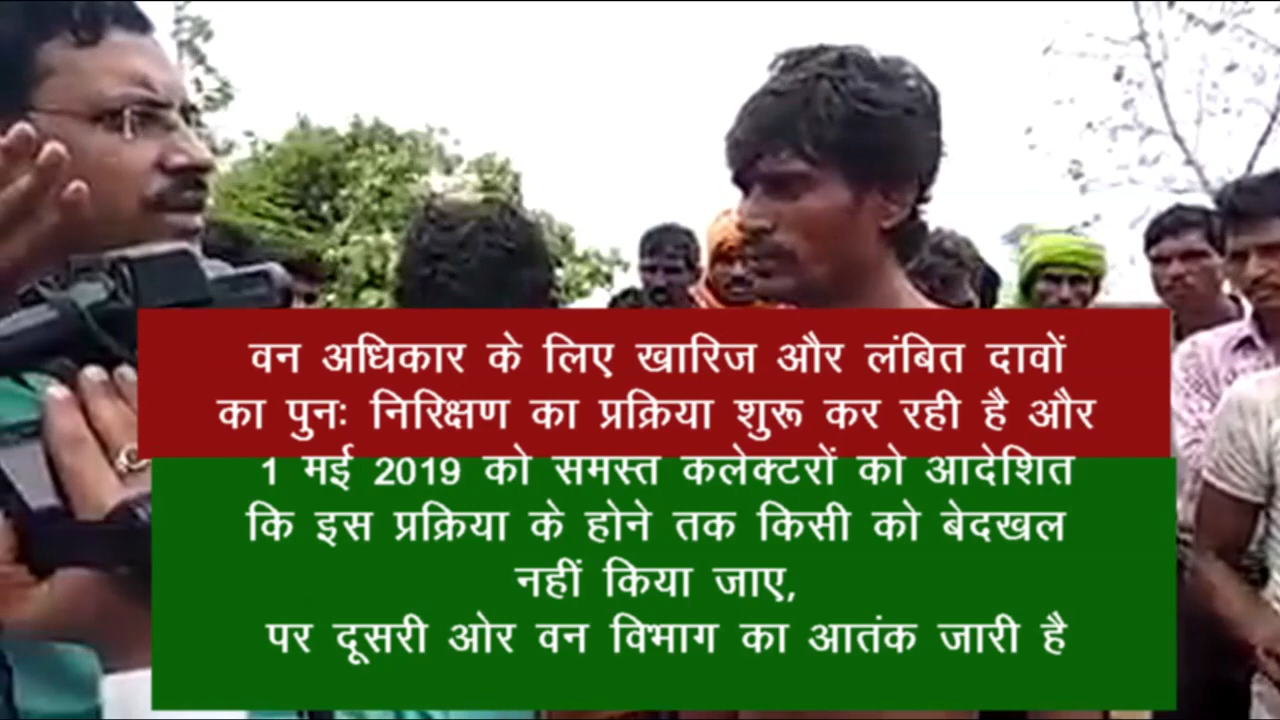 वन अधिकार के लिए खारिज और लंबित दावों
का पुनः निरिक्षण का प्रक्रिया शुरू कर रही है और
1 मई 2019 को समस्त कलेक्टरों को आदेशित
कि इस प्रक्रिया के होने तक किसी को बेदखल
नहीं किया जाए,
पर दूसरी ओर वन विभाग का आतंक जारी है